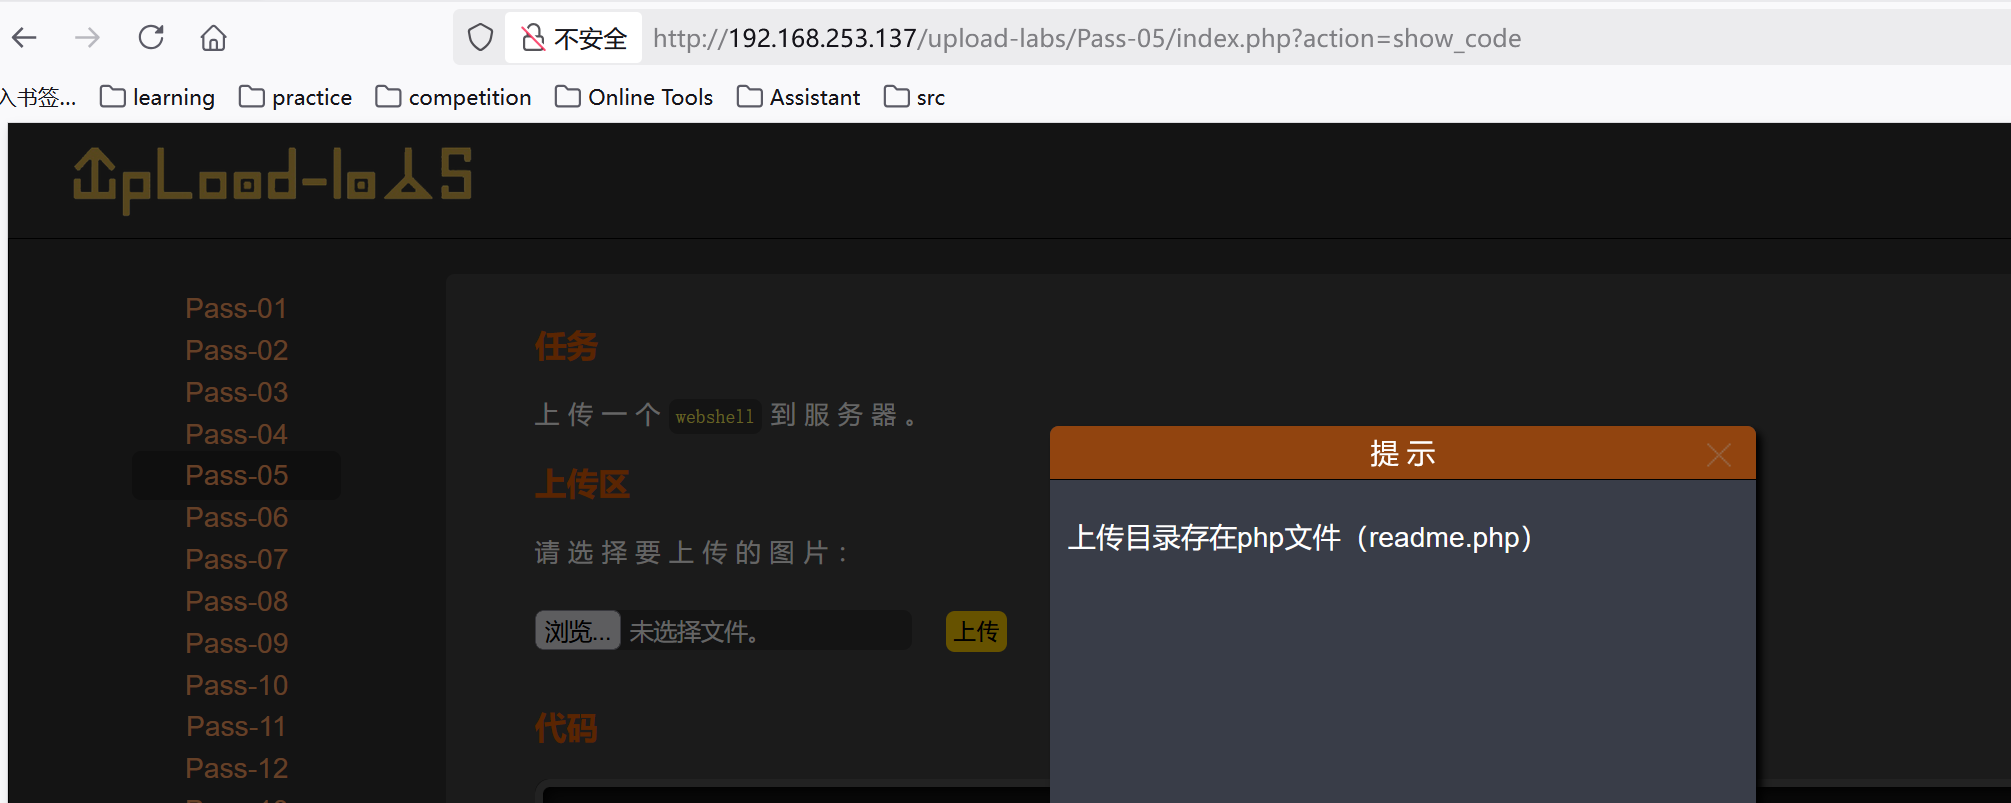 不安全 http://192.168.253.137/upload-labs/Pass-05/index.php?action=show_code
入书签... learning practice competition Online Tools Assistant src
UpLoad-labs
Pass-01
Pass-02
Pass-03
Pass-04
Pass-05
Pass-06
Pass-07
Pass-08
Pass-09
Pass-10
Pass-11
Pass-12
任务
上传一个 webshell 到服务器。
上传区
请选择要上传的图片：
浏览... 未选择文件。 上传
代码
提示
上传目录存在php文件（readme.php）